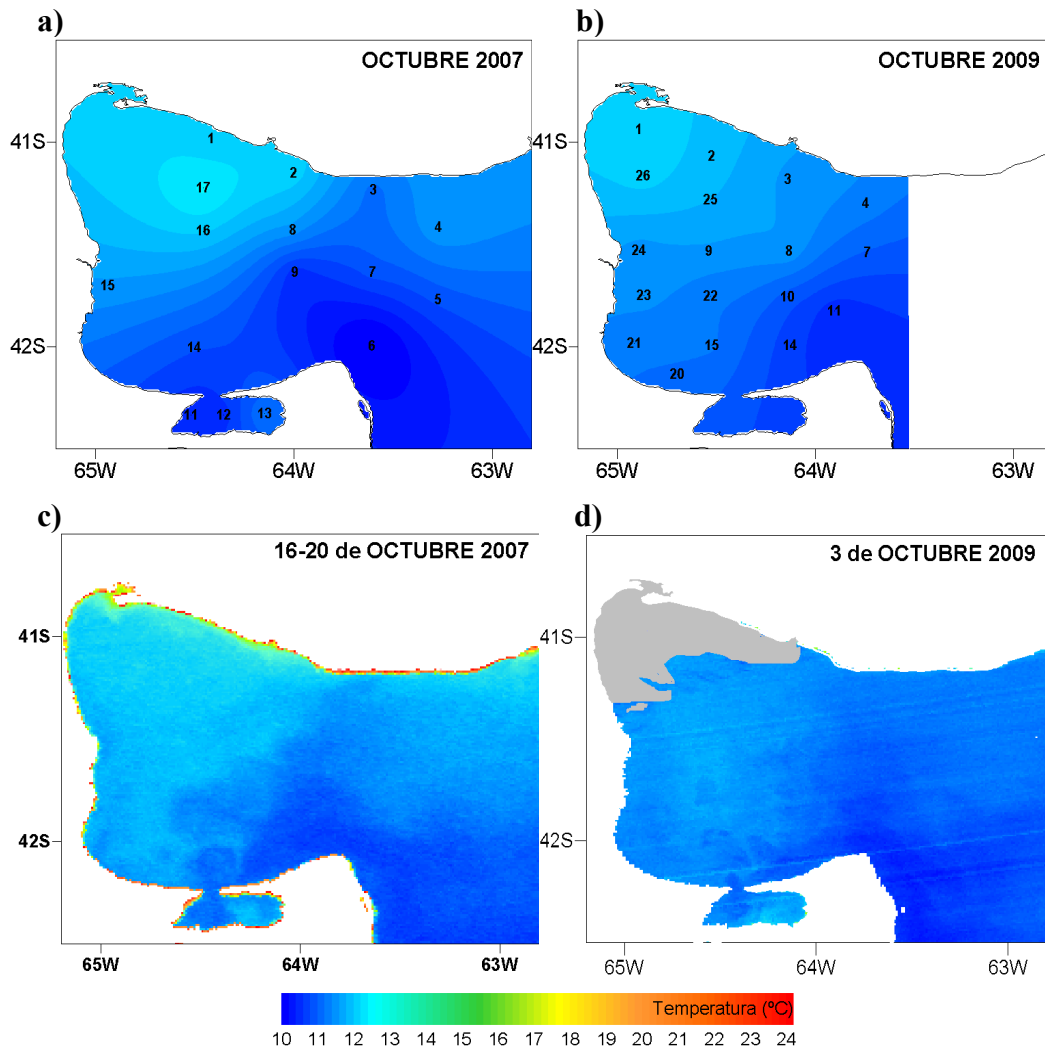 a)
OCTUBRE 2007
41S
42S
1
2
17
3
4
16
8
9
7
15
5
14
6
11 12 13
65W 64W 63W
b)
OCTUBRE 2009
41S
42S
1
2
26
3
25
4
24 9 8 7
23 22 10
11
21 15 14
20
65W 64W 63W
c)
16-20 de OCTUBRE 2007
41S
42S
65W 64W 63W
d)
3 de OCTUBRE 2009
41S
42S
65W 64W 63W
Temperatura (ºC)
10 11 12 13 14 15 16 17 18 19 20 21 22 23 24